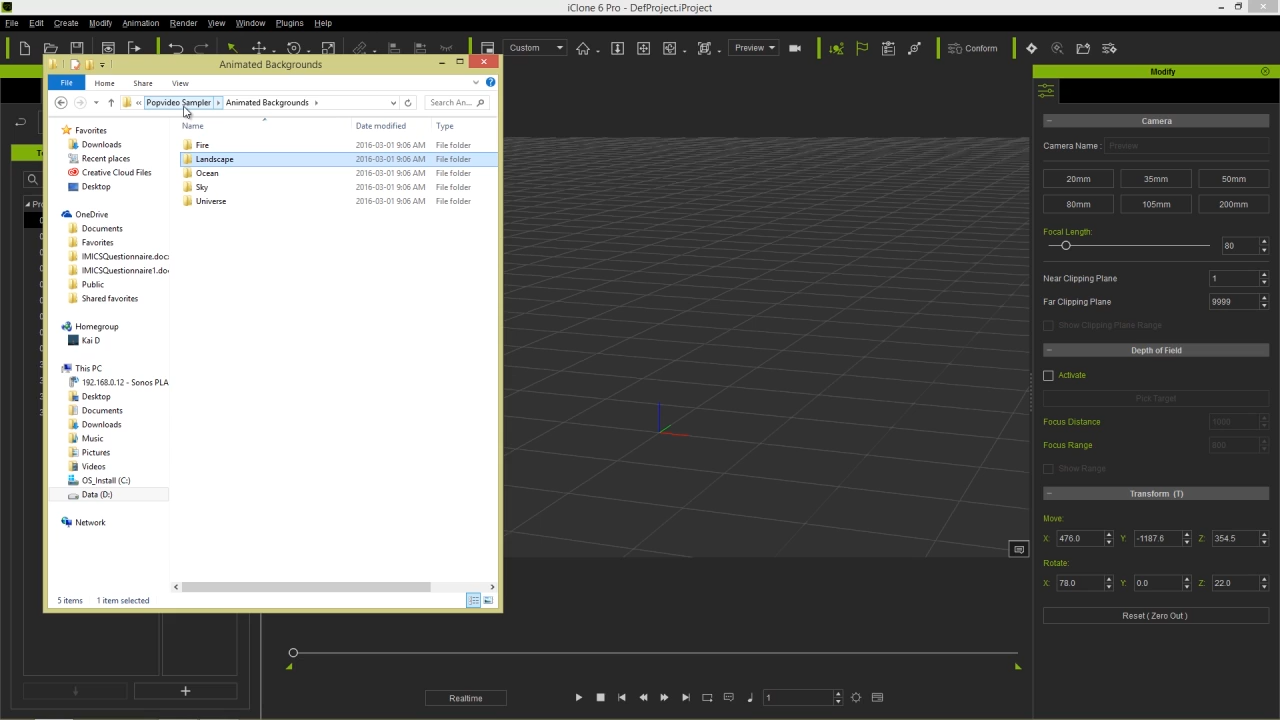 iClone 6 Pro - DefProject.iProject
File Edit Create Modify Animation Render View Window Plugins Help
Custom
Preview
Conform
Animated Backgrounds
File Home Share View
« Popvideo Sampler Animated Backgrounds
Search An...
Name Date modified Type
Fire 2016-03-01 9:06 AM File folder
Landscape 2016-03-01 9:06 AM File folder
Ocean 2016-03-01 9:06 AM File folder
Sky 2016-03-01 9:06 AM File folder
Universe 2016-03-01 9:06 AM File folder
Favorites
Downloads
Recent places
Creative Cloud Files
Desktop
OneDrive
Documents
Favorites
IMICSQuestionnaire.doc
IMICSQuestionnaire1.do
Public
Shared favorites
Homegroup
Kai D
This PC
192.168.0.12 - Sonos PLA
Desktop
Documents
Downloads
Music
Pictures
Videos
OS_Install (C:)
Data (D:)
Network
5 items 1 item selected
Modify
Camera
Camera Name : Preview
20mm 35mm 50mm
80mm 105mm 200mm
Focal Length:
80
Near Clipping Plane 1
Far Clipping Plane 9999
Show Clipping Plane Range
Depth of Field
Activate
Pick Target
Focus Distance 1000
Focus Range
Show Range
Transform (T)
Move:
X: 476.0 Y: -1187.6 Z: 354.5
Rotate:
X: 78.0 Y: 0.0 Z: 22.0
Reset ( Zero Out )
Realtime
1